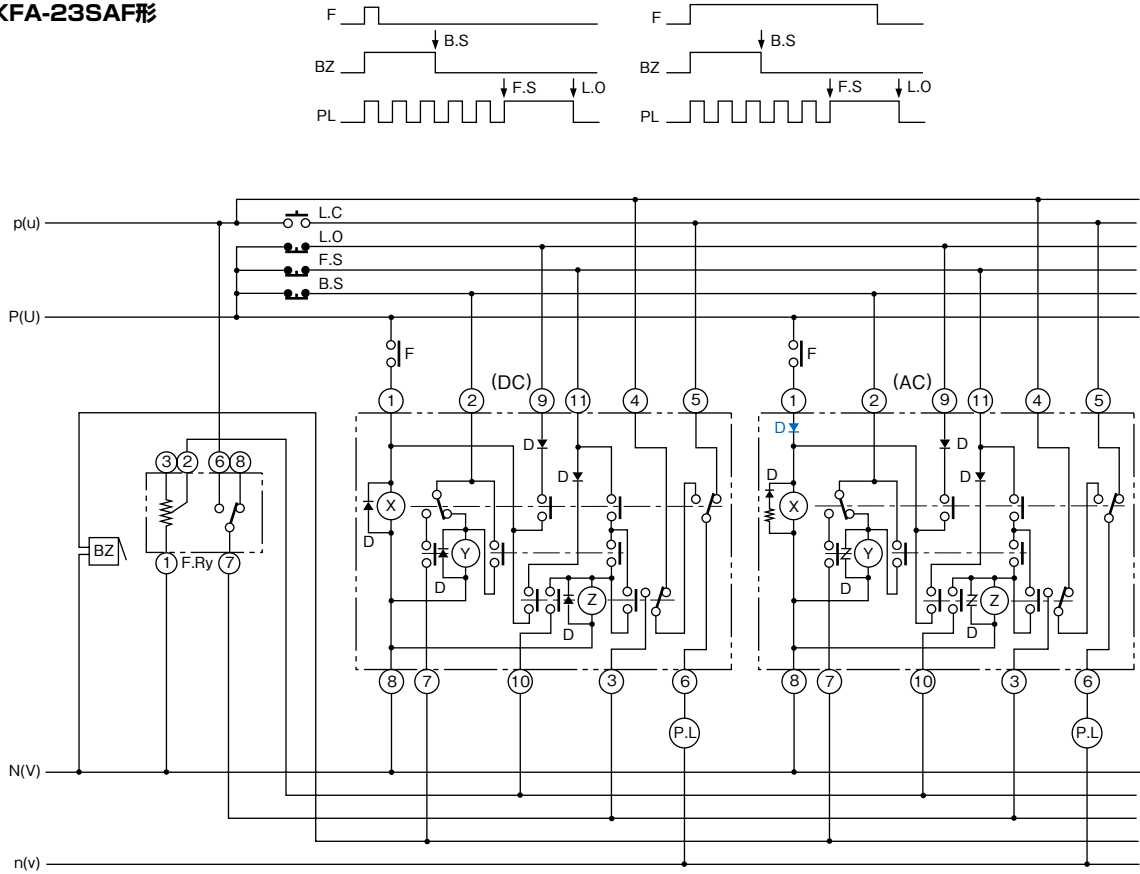 KFA-23SAF形
F
F
B.S
B.S
BZ
BZ
F.S
L.O
F.S
L.O
PL
PL
p(u)
L.C
L.O
F.S
B.S
P(U)
F
F
(DC)
(AC)
1
2
9
11
4
5
1
2
9
11
4
5
D
D
D
3
2
6
8
D
D
D
X
X
BZ
D
Y
Y
1
F.Ry
7
D
D
Z
Z
D
D
8
7
10
3
6
8
7
10
3
6
P.L
P.L
N(V)
n(v)